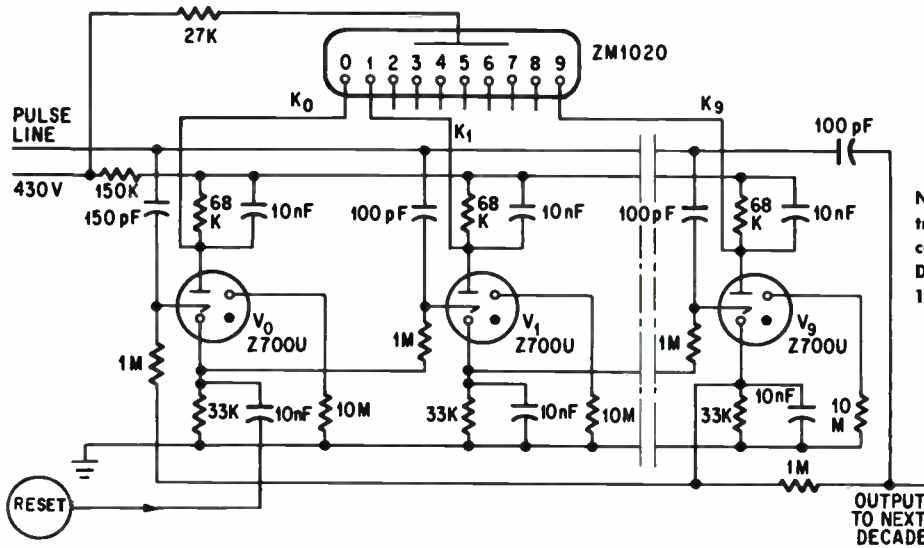 27K
ZM1020
0 1 2 3 4 5 6 7 8 9
K0
K1
K9
PULSE
LINE
100 pF
430V
150K
150 pF
68
K
10nF
100 pF
68
K
10nF
100 pF
68
K
10nF
N
tr
c
D
1
V0
Z700U
V1
Z700U
V9
Z700U
1M
1M
1M
33K
10nF
10M
33K
10nF
10M
33K
10nF
10
M
1M
RESET
OUTPUT
TO NEXT
DECADE